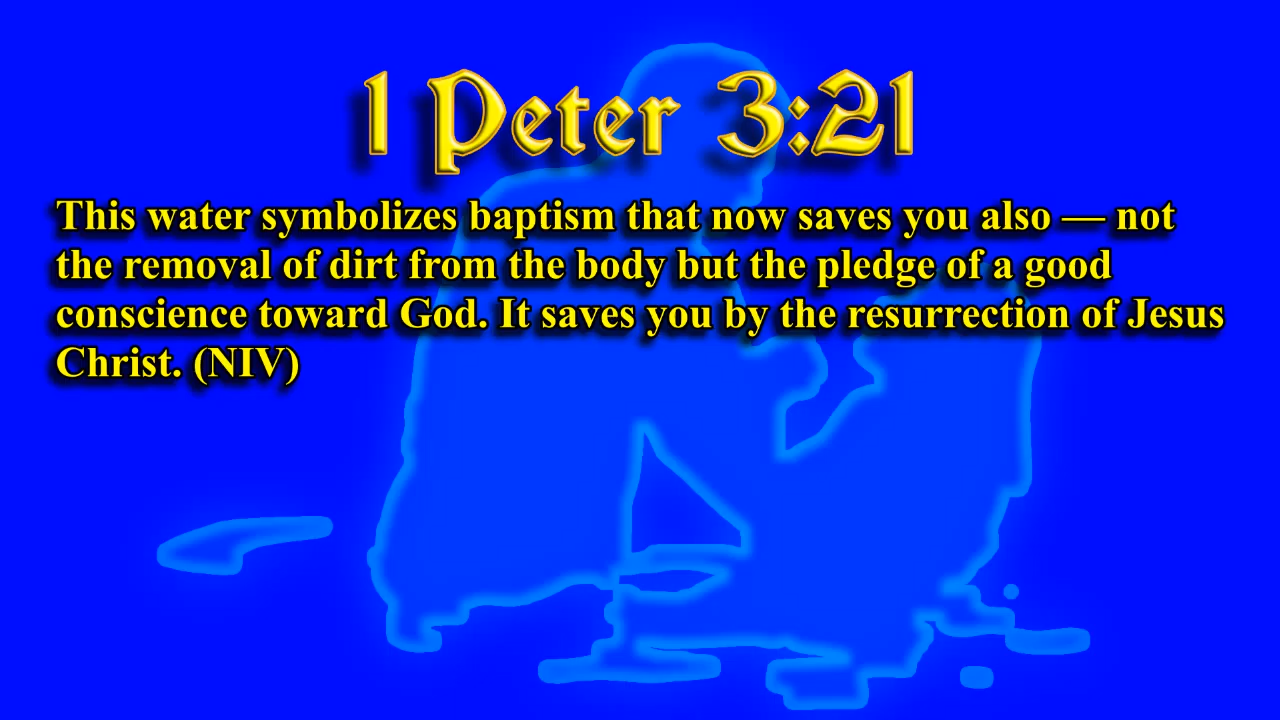 1 Peter 3:21
This water symbolizes baptism that now saves you also — not
the removal of dirt from the body but the pledge of a good
conscience toward God. It saves you by the resurrection of Jesus
Christ. (NIV)